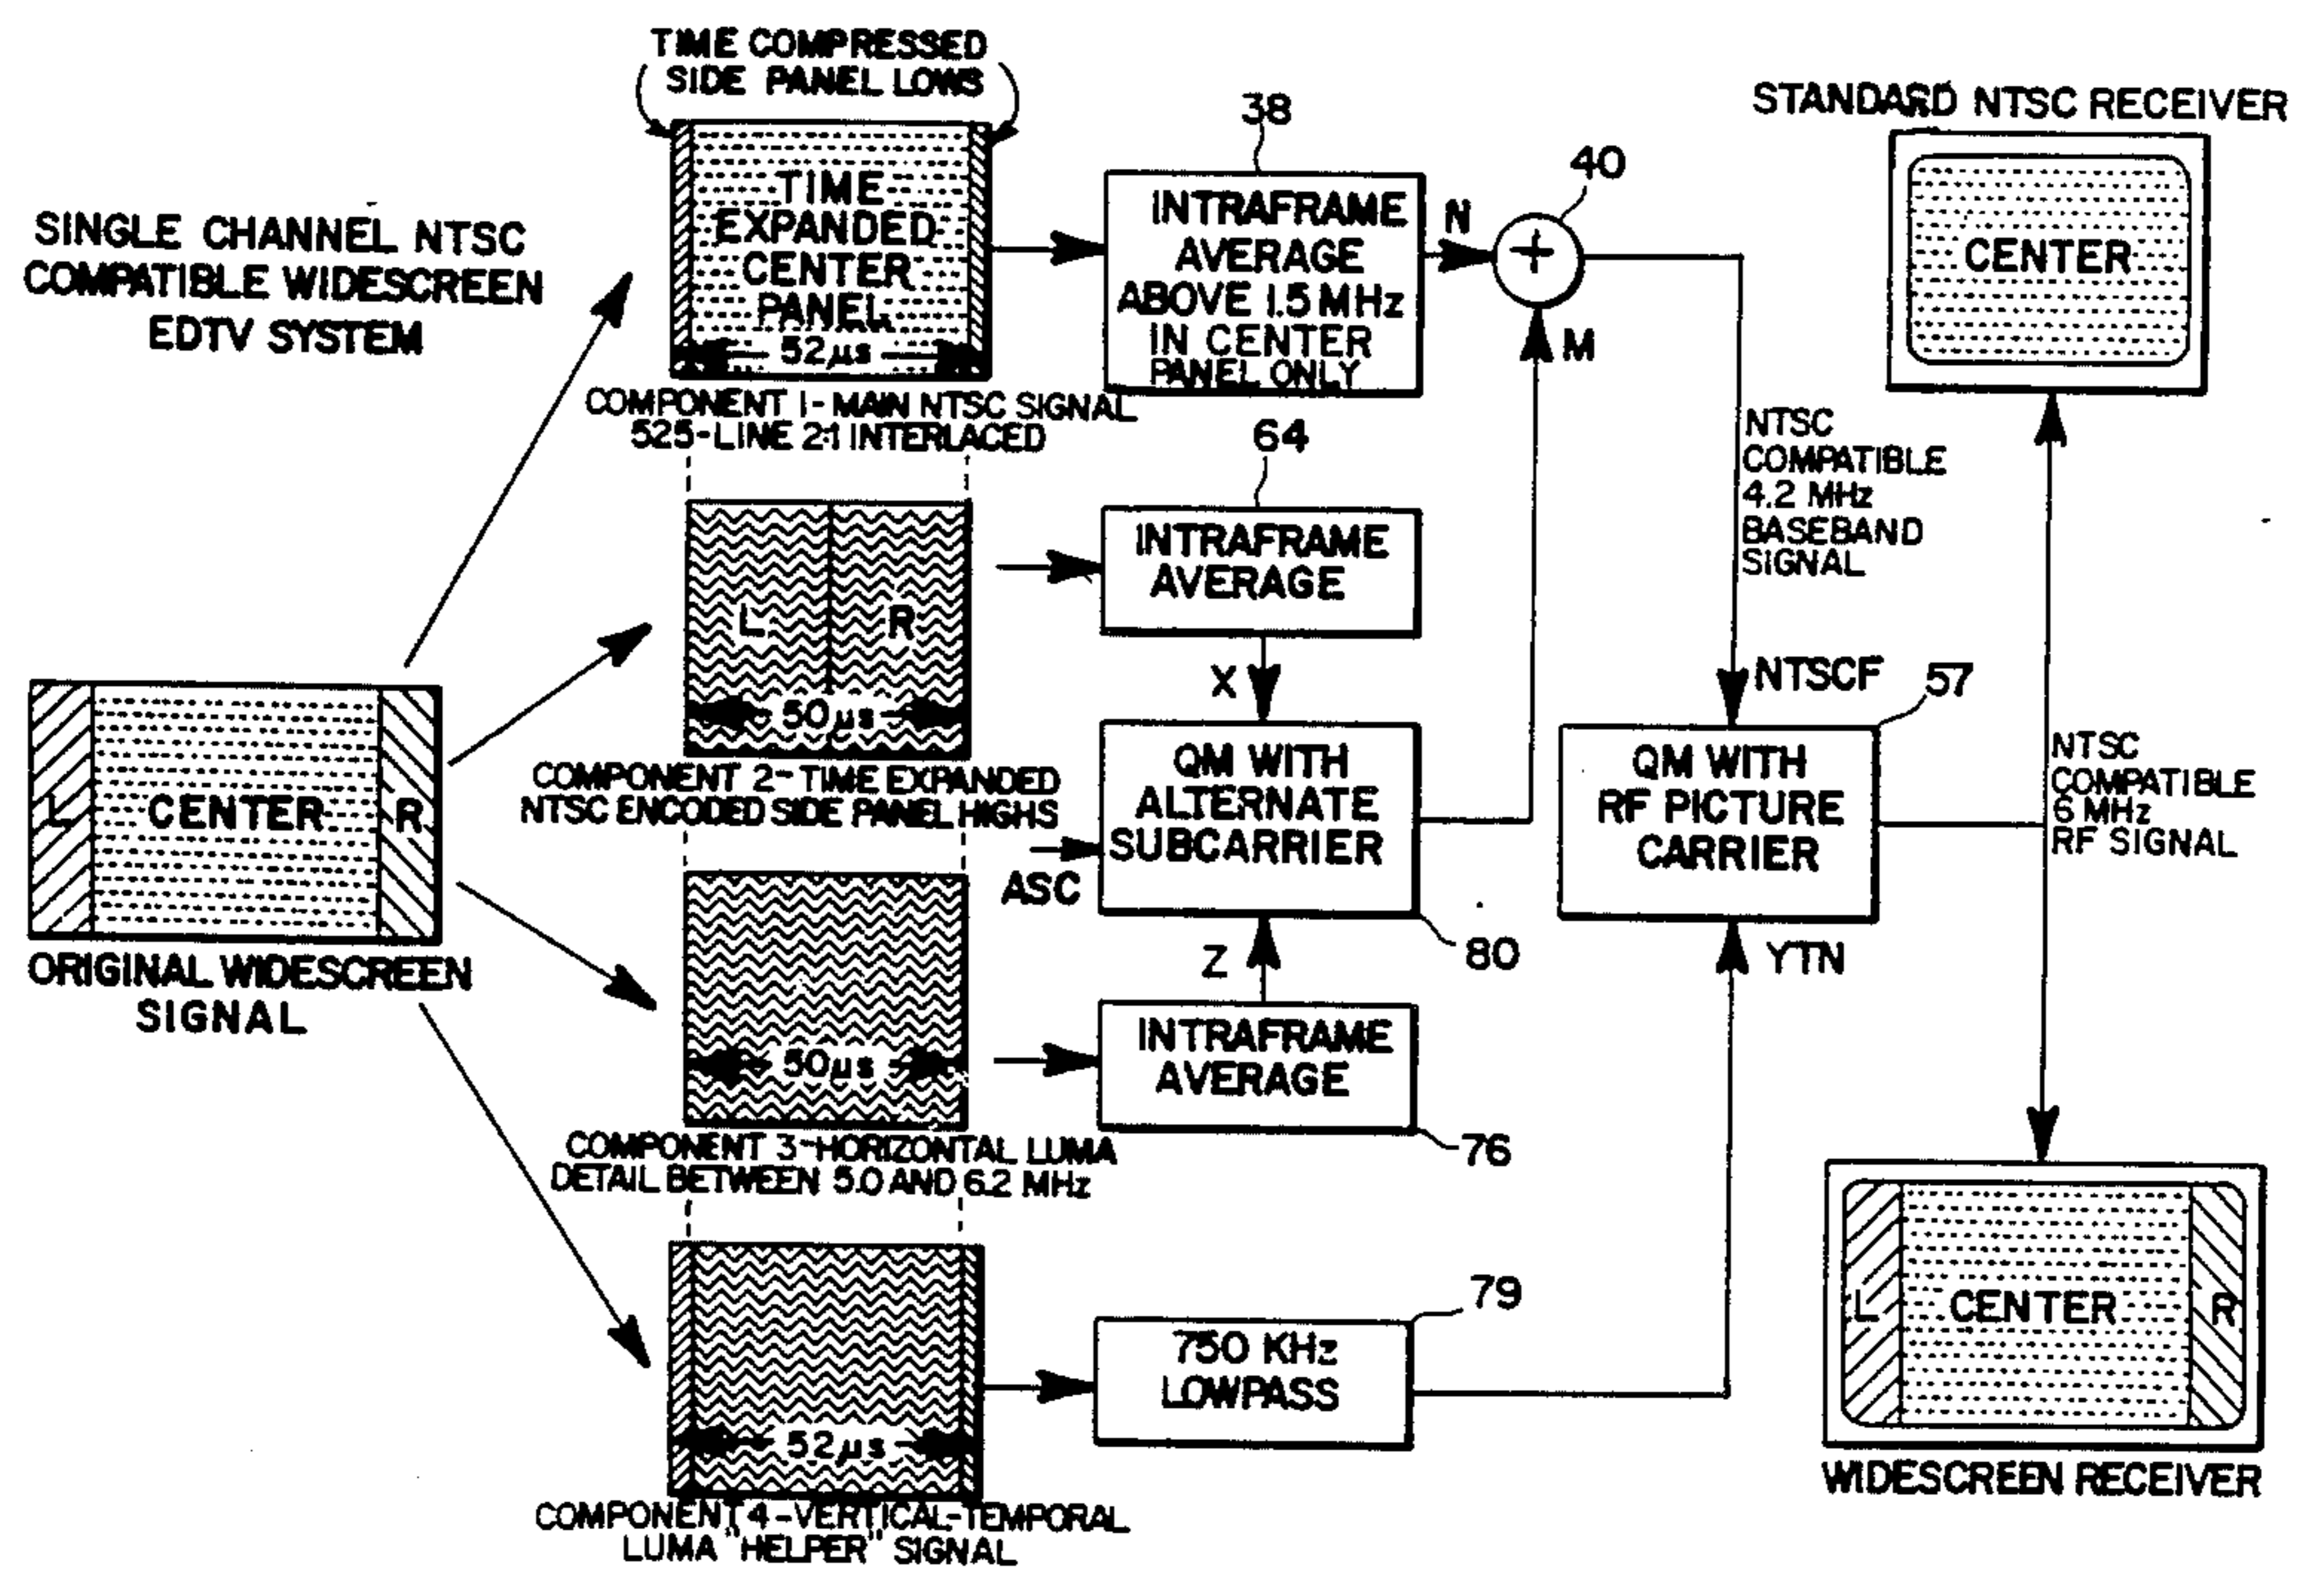 TIME COMPRESSED
SIDE PANEL LOWS
SINGLE CHANNEL NTSC
COMPATIBLE WIDESCREEN
EDTV SYSTEM
TIME
EXPANDED
CENTER
PANEL
52µs
COMPONENT 1-MAIN NTSC SIGNAL
525-LINE 2:1 INTERLACED
38
INTRAFRAME
AVERAGE
ABOVE 1.5 MHz
IN CENTER
PANEL ONLY
N
40
+
M
STANDARD NTSC RECEIVER
CENTER
NTSC
COMPATIBLE
4.2 MHz
BASEBAND
SIGNAL
64
INTRAFRAME
AVERAGE
L
R
50µs
COMPONENT 2-TIME EXPANDED
NTSC ENCODED SIDE PANEL HIGHS
X
QM WITH
ALTERNATE
SUBCARRIER
ASC
80
NTSCF
57
QM WITH
RF PICTURE
CARRIER
NTSC
COMPATIBLE
6 MHz
RF SIGNAL
L
CENTER
R
ORIGINAL WIDESCREEN
SIGNAL
50µs
COMPONENT 3-HORIZONTAL LUMA
DETAIL BETWEEN 5.0 AND 6.2 MHz
Z
INTRAFRAME
AVERAGE
76
YTN
52µs
COMPONENT 4-VERTICAL-TEMPORAL
LUMA "HELPER" SIGNAL
79
750 KHz
LOWPASS
L
CENTER
R
WIDESCREEN RECEIVER